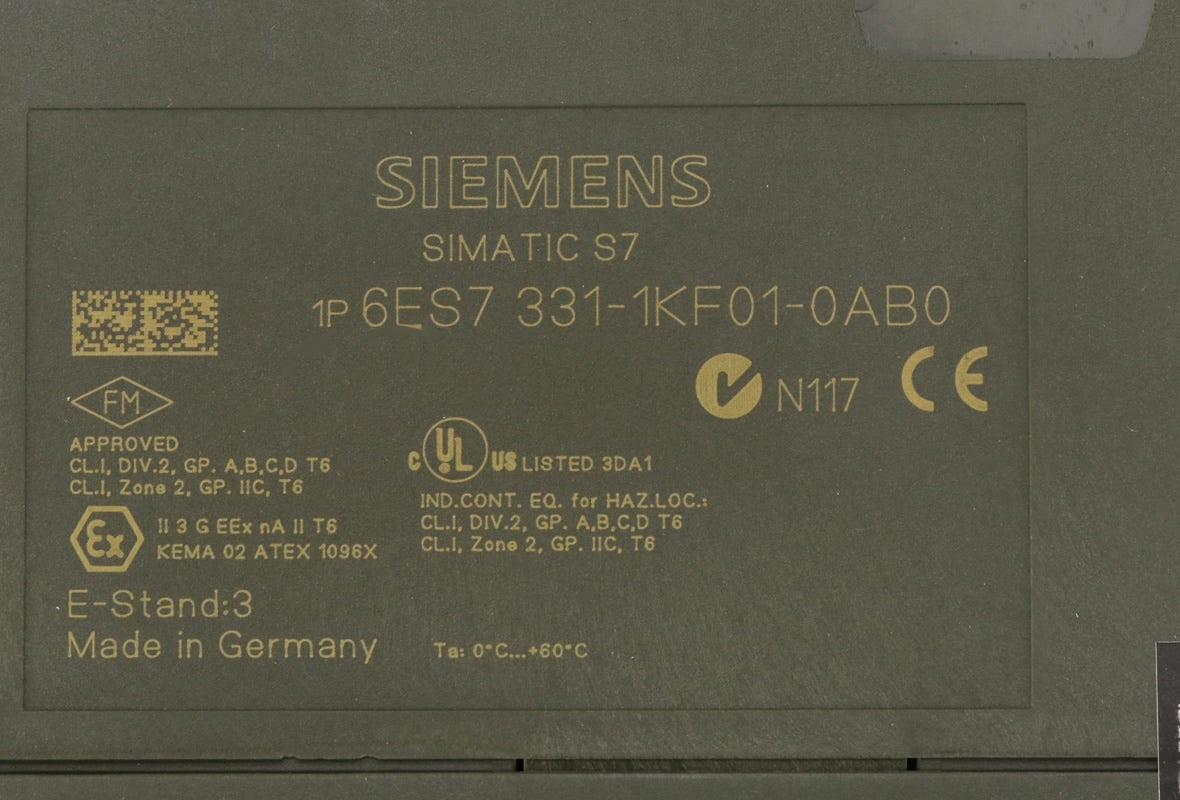 SIEMENS
SIMATIC S7
1P 6ES7 331-1KF01-0AB0
N117 CE
FM
APPROVED
CL.I, DIV.2, GP. A,B,C,D T6
CL.I, Zone 2, GP. IIC, T6
c UL US LISTED 3DA1
IND.CONT. EQ. for HAZ.LOC.:
CL.I, DIV.2, GP. A,B,C,D T6
CL.I, Zone 2, GP. IIC, T6
Ex II 3 G EEx nA II T6
KEMA 02 ATEX 1096X
E-Stand:3
Made in Germany
Ta: 0°C...+60°C